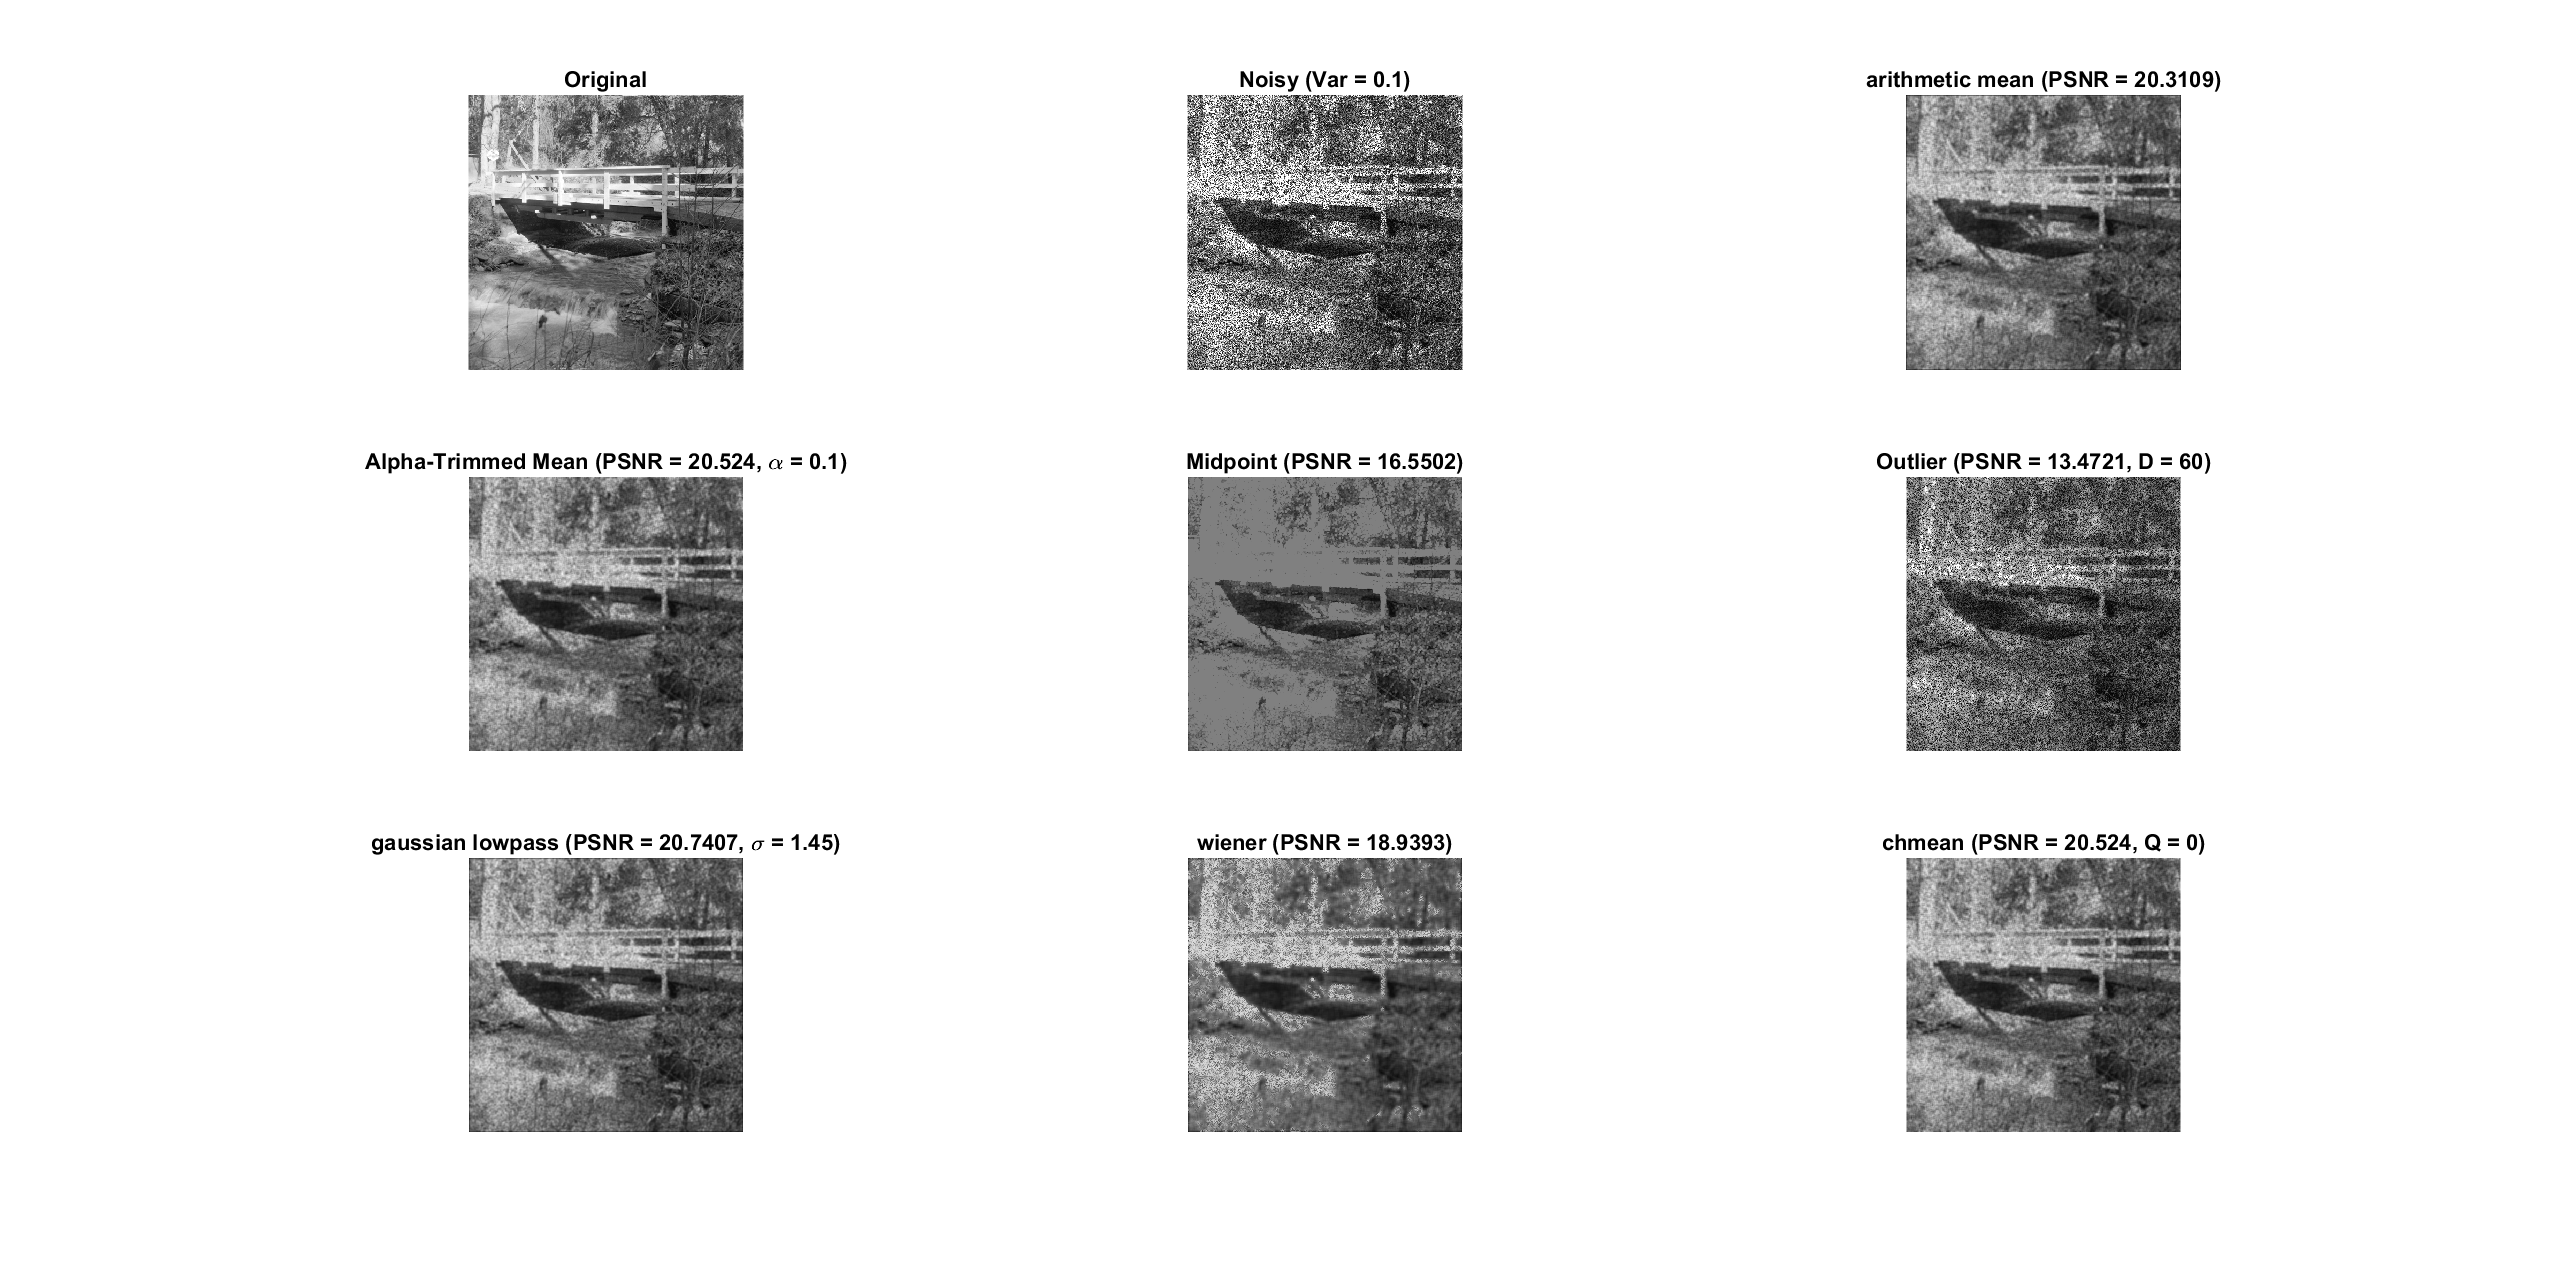 Original
Noisy (Var = 0.1)
arithmetic mean (PSNR = 20.3109)
Alpha-Trimmed Mean (PSNR = 20.524, α = 0.1)
Midpoint (PSNR = 16.5502)
Outlier (PSNR = 13.4721, D = 60)
gaussian lowpass (PSNR = 20.7407, σ = 1.45)
wiener (PSNR = 18.9393)
chmean (PSNR = 20.524, Q = 0)